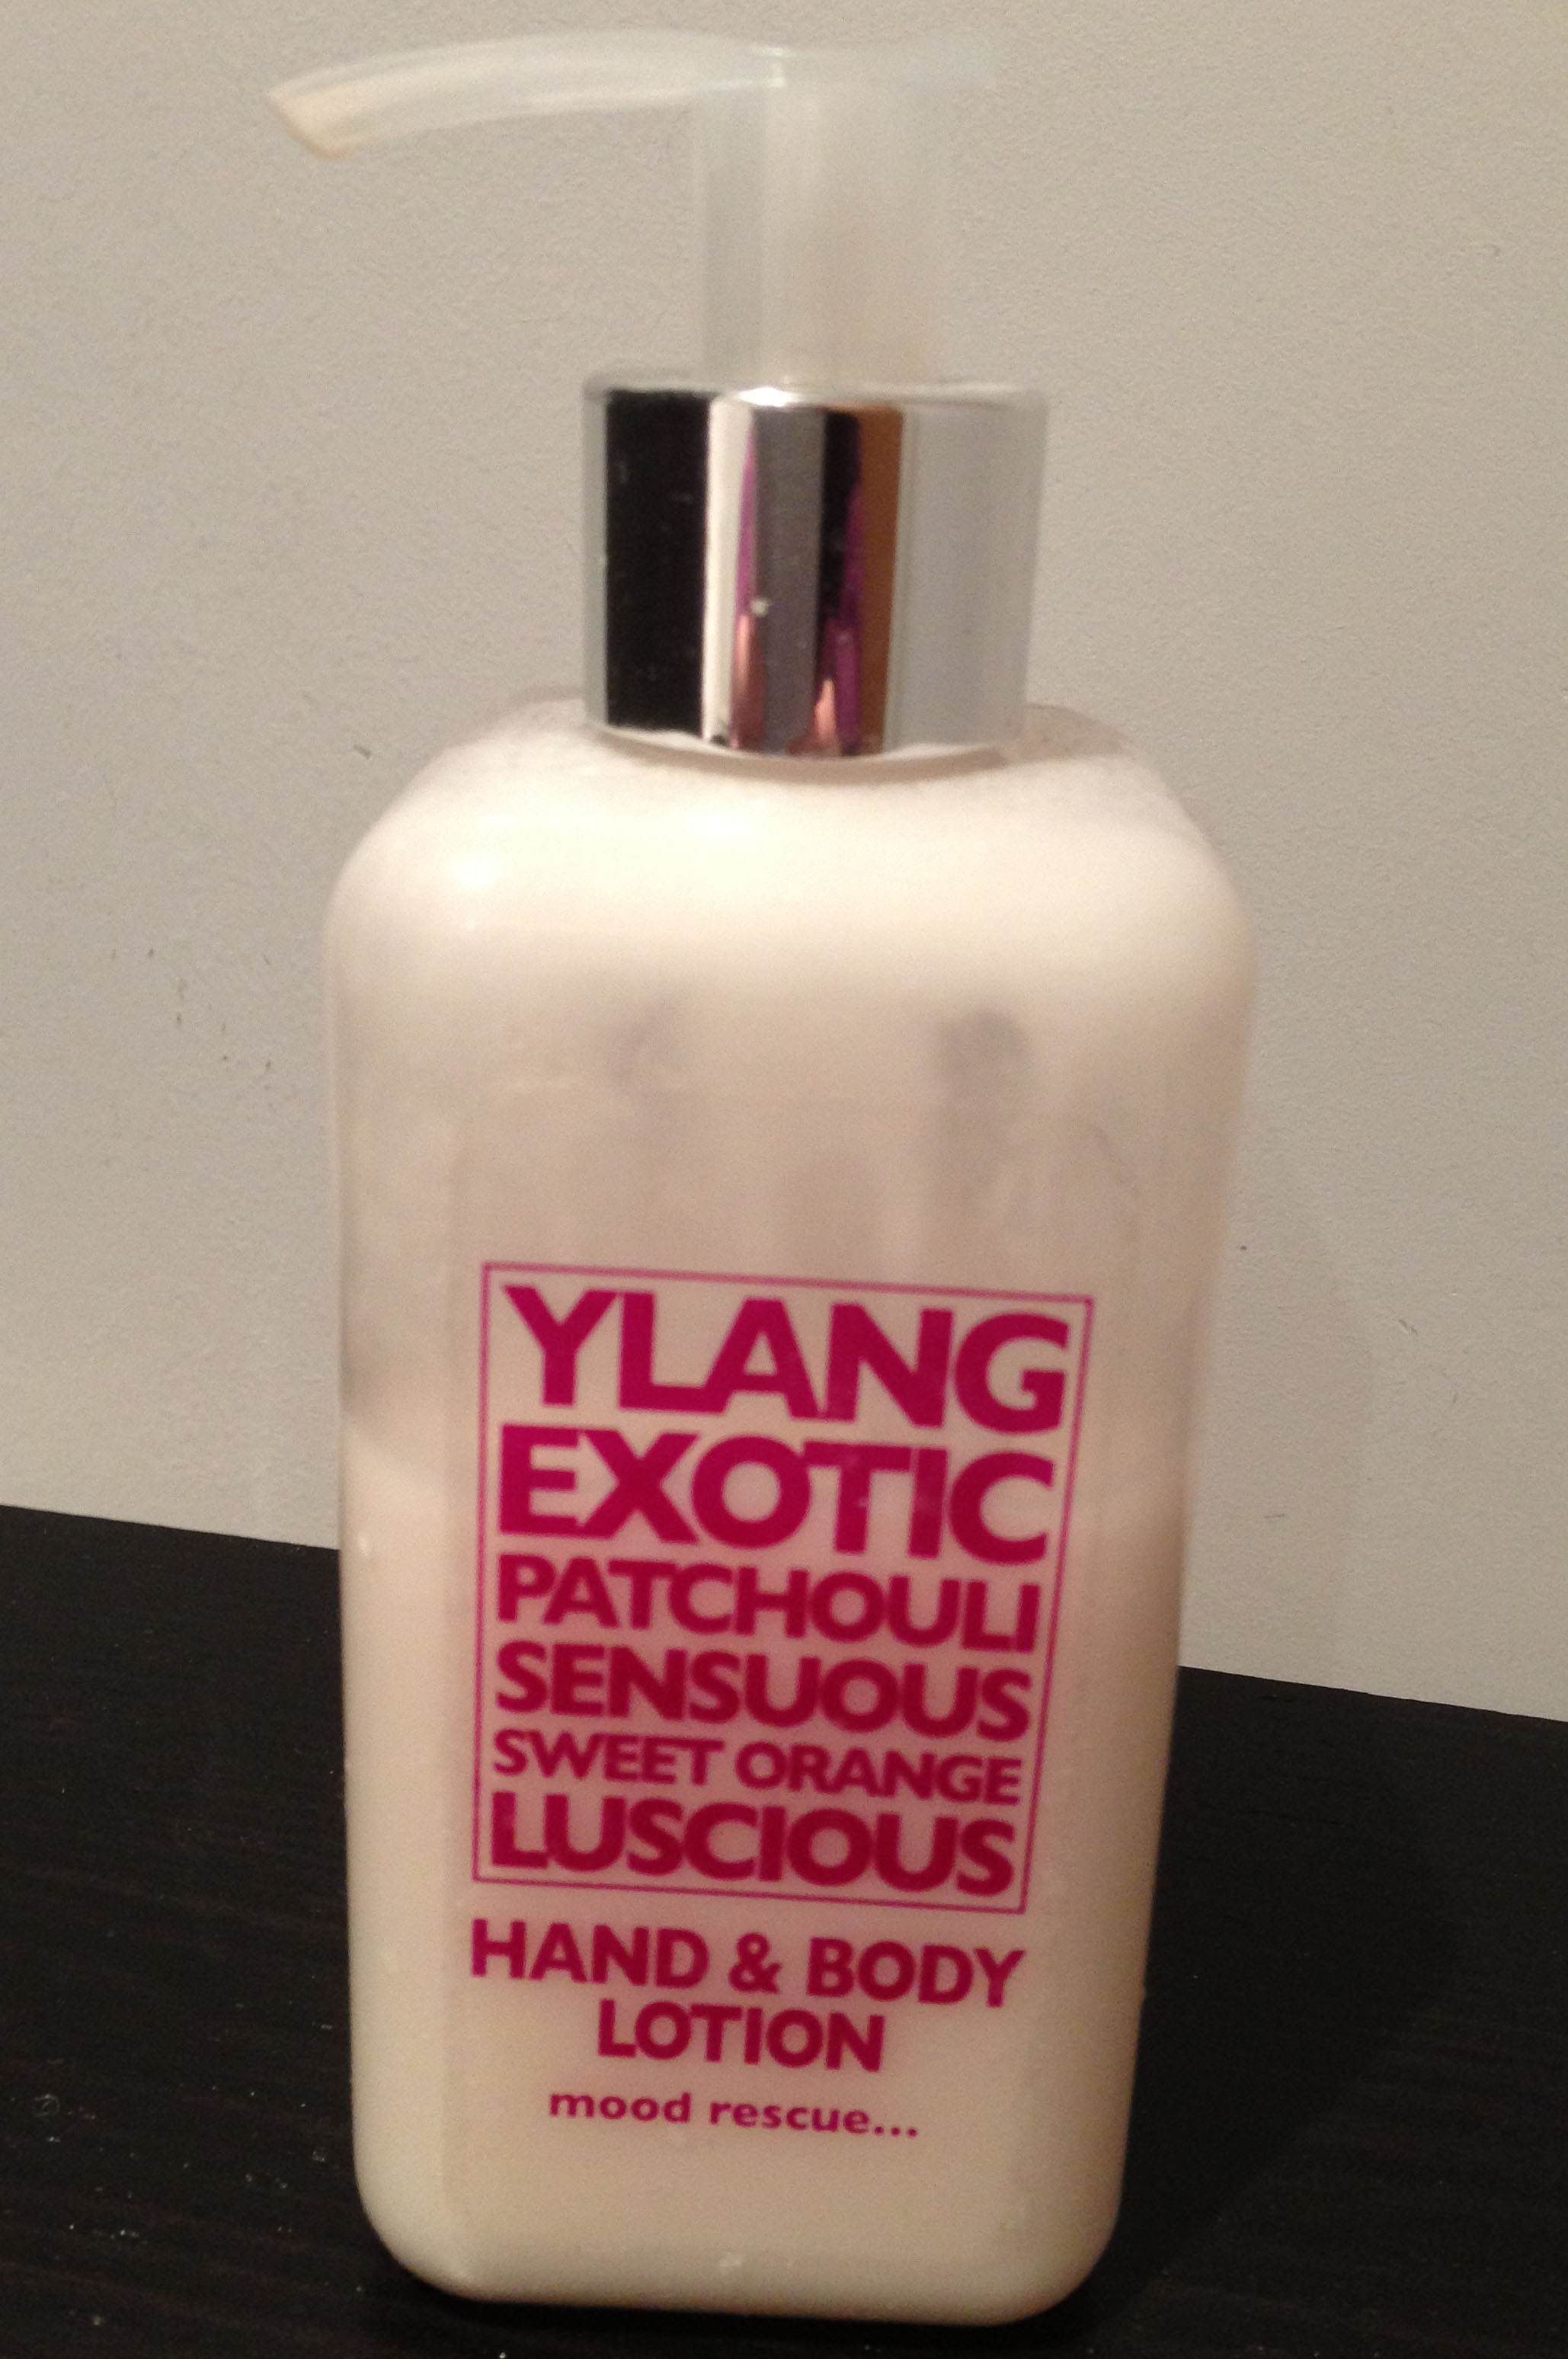 YLANG
EXOTIC
PATCHOULI
SENSUOUS
SWEET ORANGE
LUSCIOUS
HAND & BODY
LOTION
mood rescue...